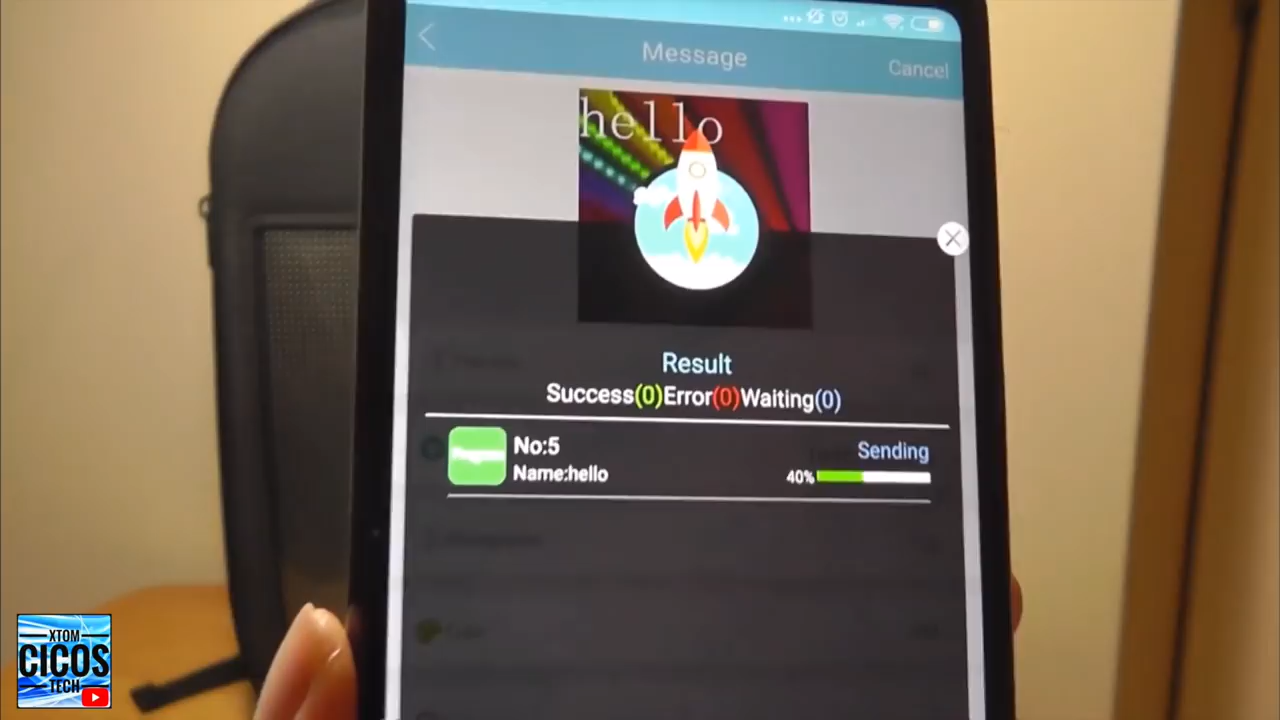 Message
Cancel
hello
Result
Success(0)Error(0)Waiting(0)
No:5
Sending
Name:hello
40%
XTOM
CICOS
TECH